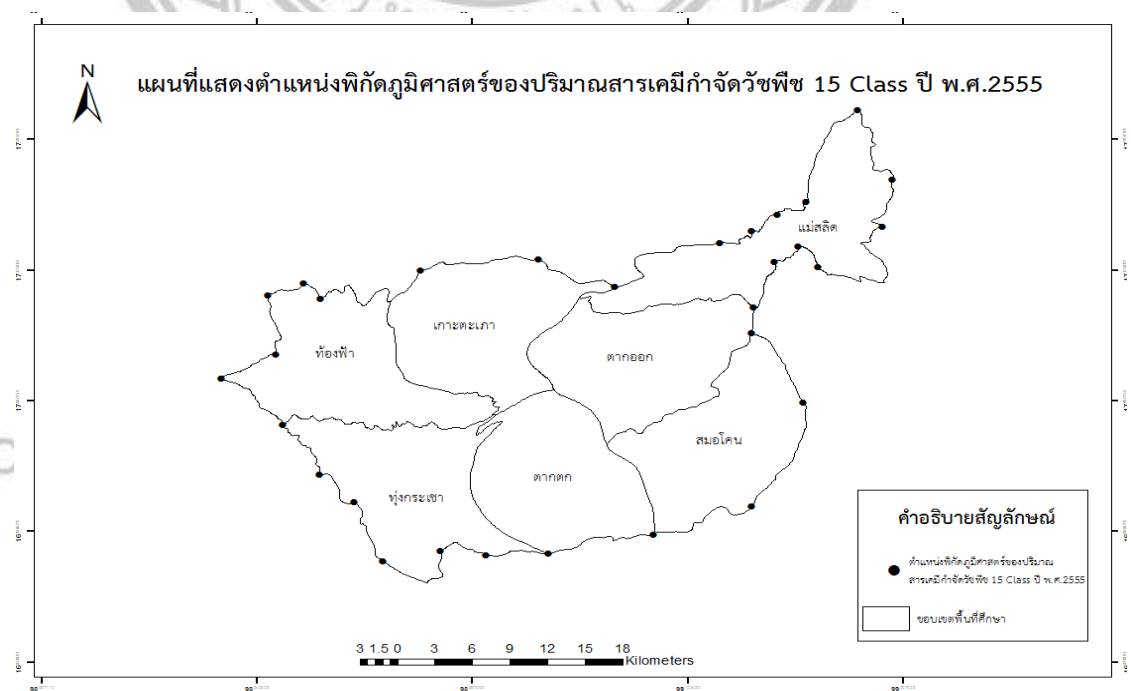 N
แผนที่แสดงตำแหน่งพิกัดภูมิศาสตร์ของปริมาณสารเคมีกำจัดวัชพืช 15 Class ปี พ.ศ.2555
แม่สลิด
เกาะตะเภา
ท้องฟ้า
ตากออก
สมอโคน
ตากตก
ทุ่งกระเชา
คำอธิบายสัญลักษณ์
ตำแหน่งพิกัดภูมิศาสตร์ของปริมาณ
สารเคมีกำจัดวัชพืช 15 Class ปี พ.ศ.2555
ขอบเขตพื้นที่ศึกษา
3 1.5 0 3 6 9 12 15 18
Kilometers